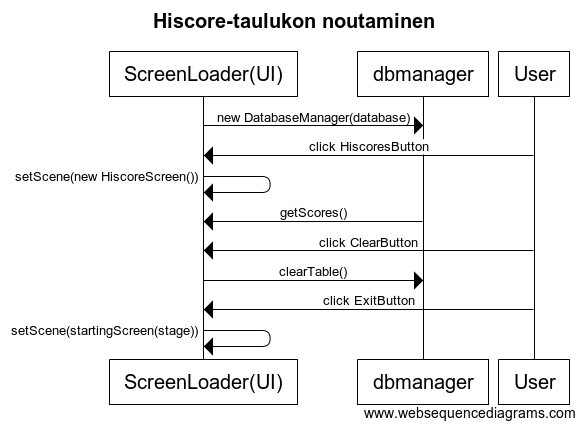 Hiscore-taulukon noutaminen
ScreenLoader(UI)
dbmanager
User
new DatabaseManager(database)
click HiscoresButton
setScene(new HiscoreScreen())
getScores()
click ClearButton
clearTable()
click ExitButton
setScene(startingScreen(stage))
ScreenLoader(UI)
dbmanager
User
www.websequencediagrams.com